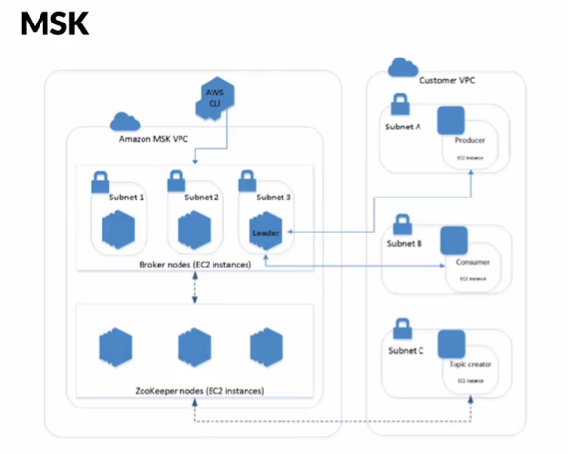 MSK
AWS
CLI
Amazon MSK VPC
Subnet 1
Subnet 2
Subnet 3
Leader
Broker nodes (EC2 instances)
ZooKeeper nodes (EC2 instances)
Customer VPC
Subnet A
Producer
EC2 instance
Subnet B
Consumer
EC2 instance
Subnet C
Topic creator
EC2 instance